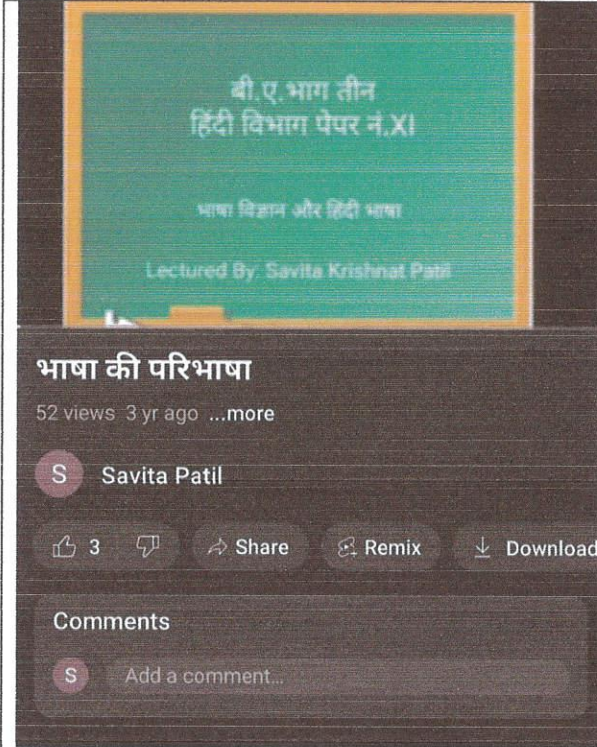 बी.ए.भाग तीन
हिंदी विभाग पेपर नं.XI
भाषा विज्ञान और हिंदी भाषा
Lectured By: Savita Krishnat Patil
भाषा की परिभाषा
52 views 3 yr ago ...more
S Savita Patil
3 Share Remix Download
Comments
S Add a comment...